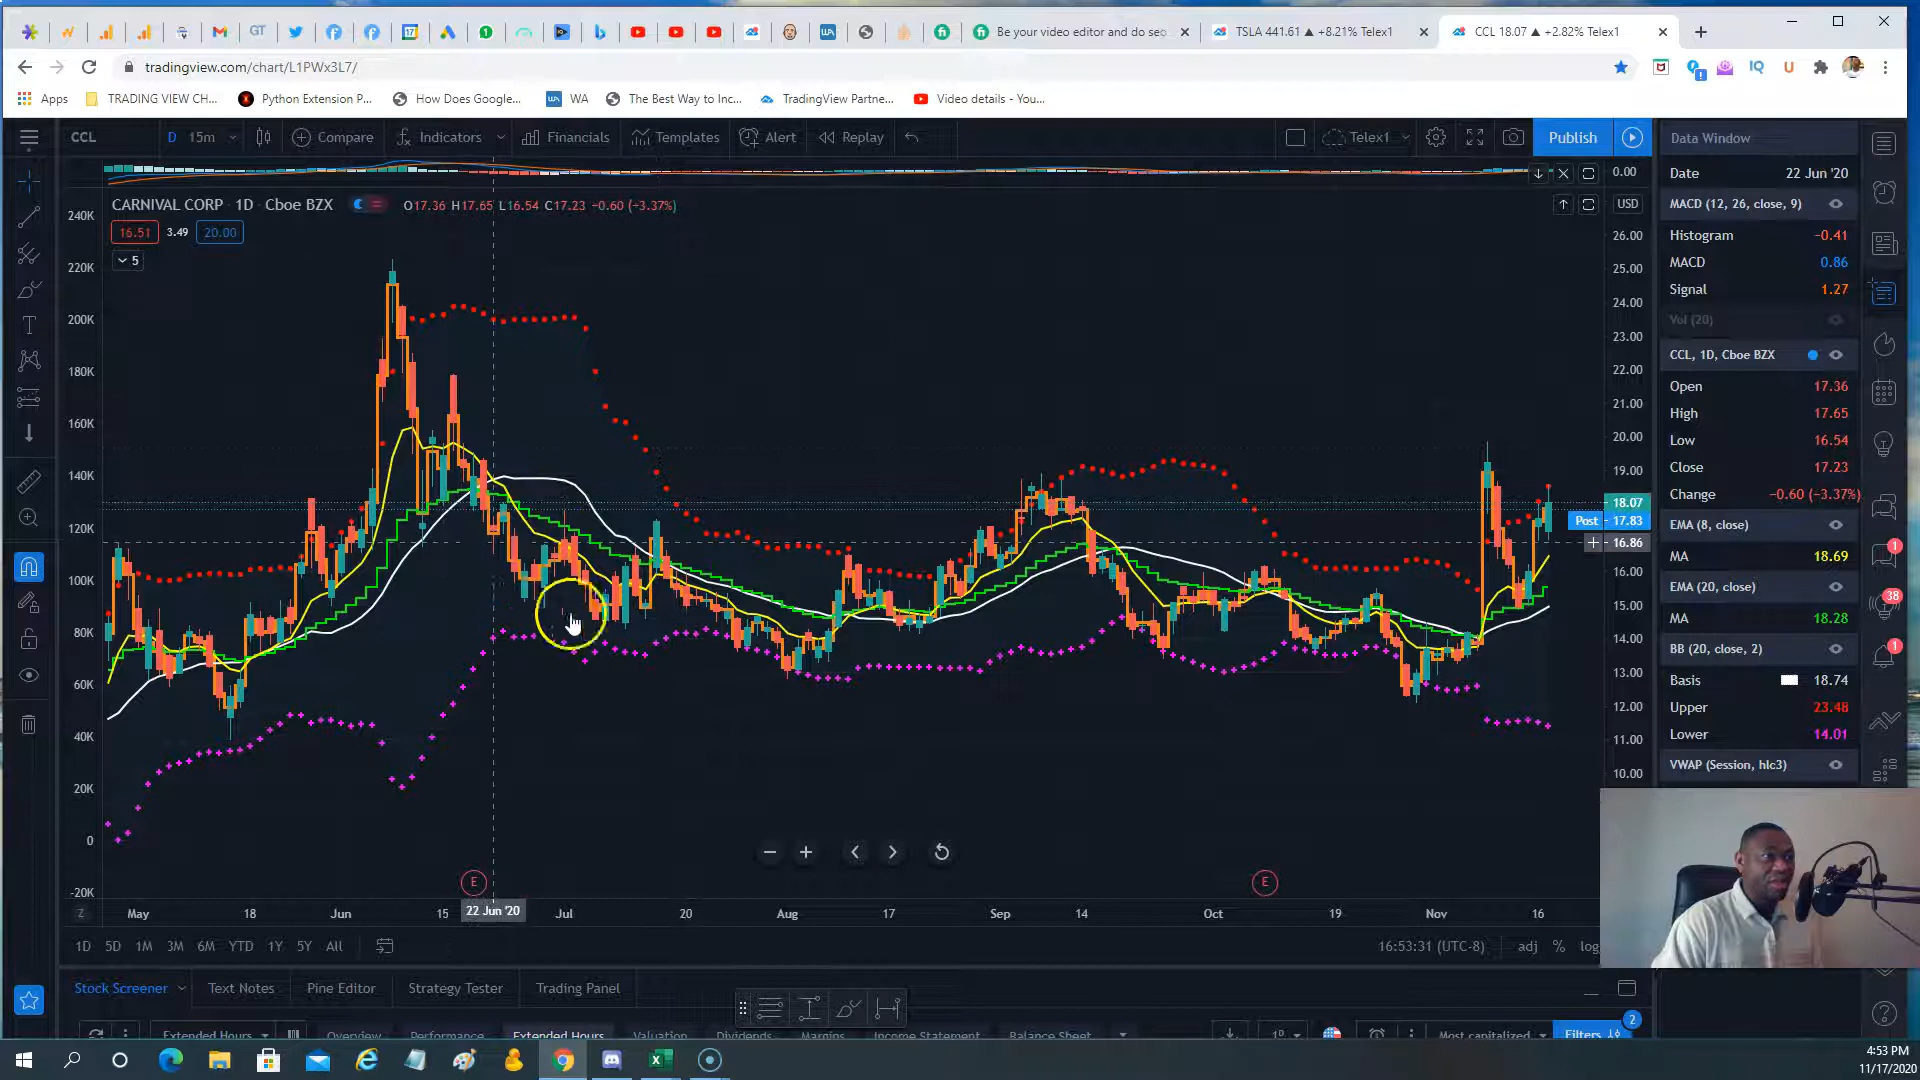 Be your video editor and do seo
TSLA 441.61 ▲ +8.21% Telex1
CCL 18.07 ▲ +2.82% Telex1
tradingview.com/chart/L1PWx3L7/
IQ
U
Apps
TRADING VIEW CH...
Python Extension P...
How Does Google...
WA
The Best Way to Inc...
TradingView Partne...
Video details - You...
CCL
D 15m
Compare
Indicators
Financials
Templates
Alert
Replay
Telex1
Publish
Data Window
0.00
Date 22 Jun '20
CARNIVAL CORP 1D Cboe BZX
O17.36 H17.65 L16.54 C17.23 −0.60 (−3.37%)
USD
MACD (12, 26, close, 9)
16.51 3.49 20.00
5
Histogram −0.41
MACD 0.86
Signal 1.27
Vol (20)
CCL, 1D, Cboe BZX
Open 17.36
High 17.65
Low 16.54
Close 17.23
Change −0.60 (−3.37%)
EMA (8, close)
MA 18.69
EMA (20, close)
MA 18.28
BB (20, close, 2)
Basis 18.74
Upper 23.48
Lower 14.01
VWAP (Session, hlc3)
240K
220K
200K
180K
160K
140K
120K
100K
80K
60K
40K
20K
0
-20K
26.00
25.00
24.00
23.00
22.00
21.00
20.00
19.00
18.07
Post 17.83
16.86
16.00
15.00
14.00
13.00
12.00
11.00
10.00
1
38
1
E
E
Z
May 18 Jun 15 22 Jun '20 Jul 20 Aug 17 Sep 14 Oct 19 Nov 16
1D 5D 1M 3M 6M YTD 1Y 5Y All
16:53:31 (UTC-8) adj % log
Stock Screener
Text Notes
Pine Editor
Strategy Tester
Trading Panel
Extended Hours
Overview
Performance
Extended Hours
Valuation
Dividends
Margins
Income Statement
Balance Sheet
1D
Most capitalized
Filters
2
4:53 PM
11/17/2020